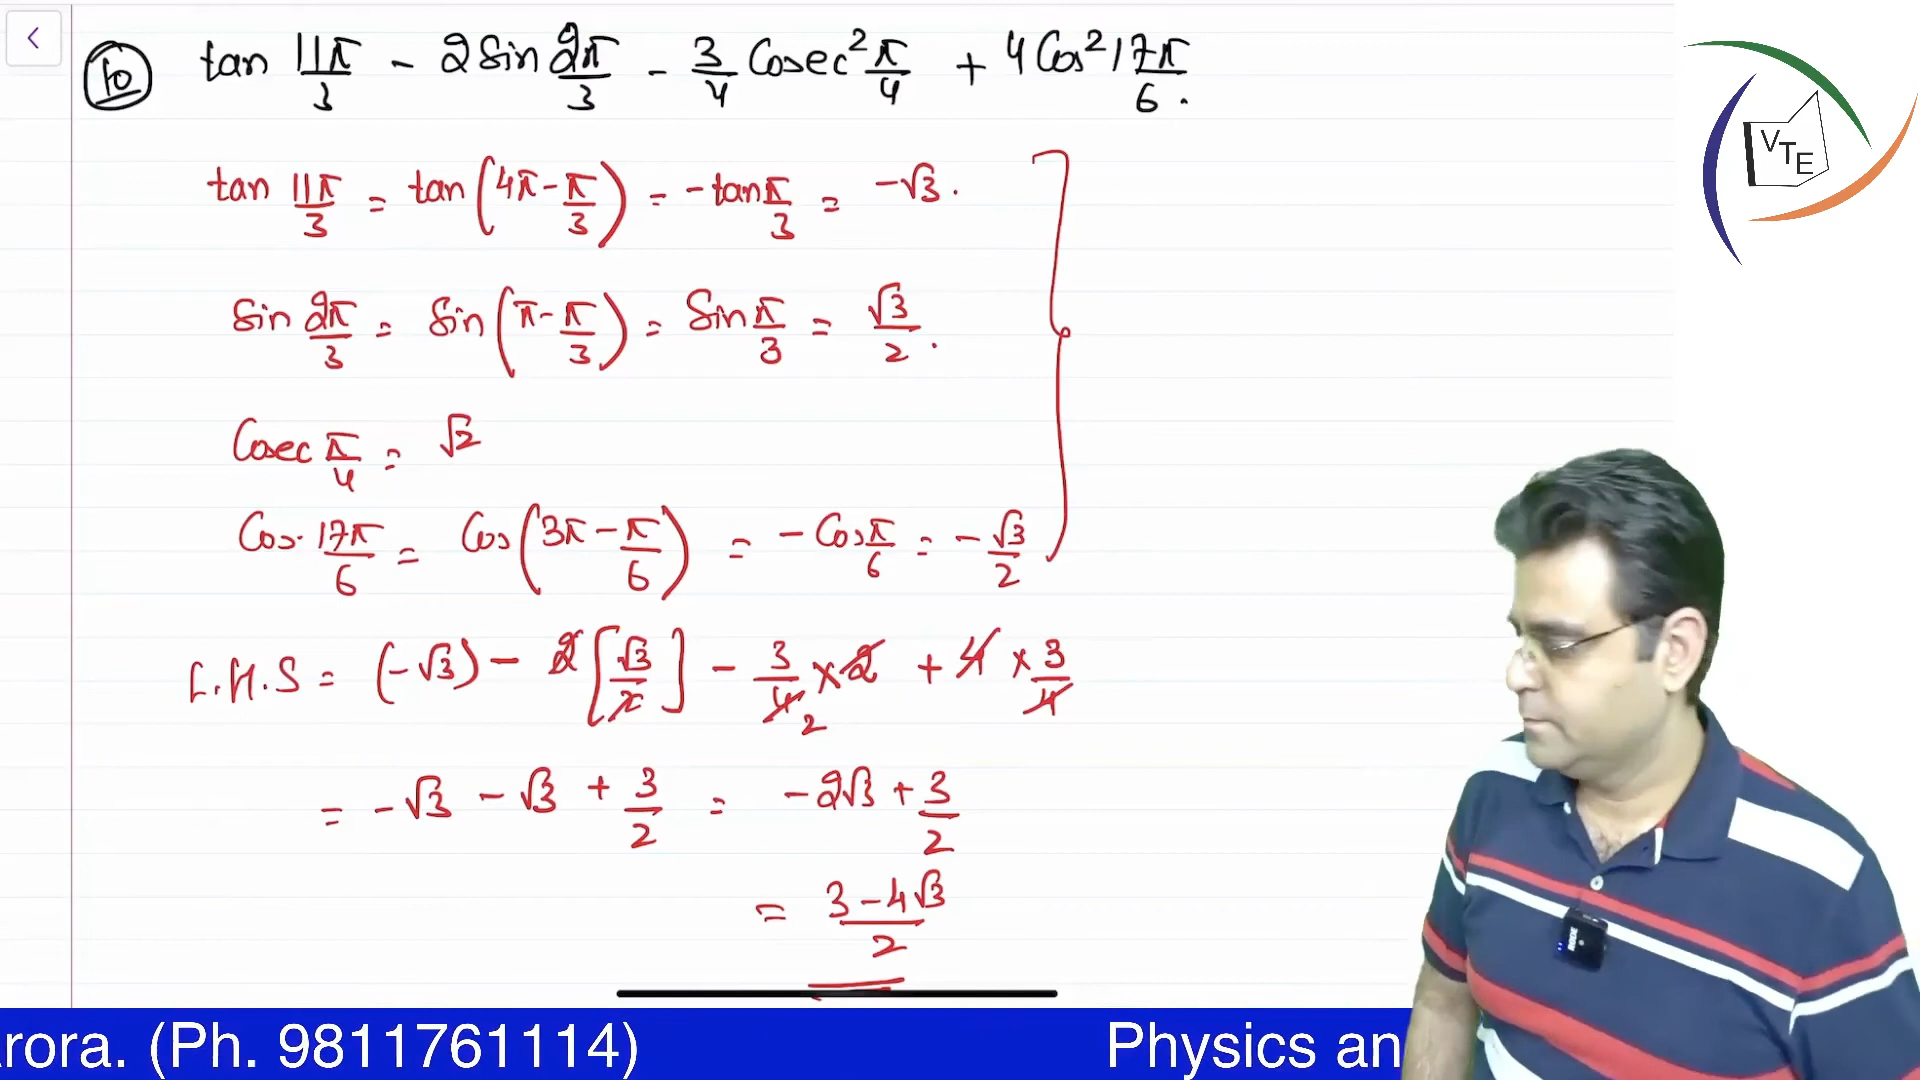 10 tan 11π/3 - 2 Sin 2π/3 - 3/4 Cosec² π/4 + 4 Cos² 17π/6.
tan 11π/3 = tan(4π - π/3) = -tan π/3 = -√3.
Sin 2π/3 = Sin(π - π/3) = Sin π/3 = √3/2.
Cosec π/4 = √2
Cos 17π/6 = Cos(3π - π/6) = -Cos π/6 = -√3/2
L.H.S = (-√3) - 2[√3/2] - 3/4 2 × 2 + 4 × 3/4
= -√3 - √3 + 3/2 = -2√3 + 3/2
= 3 - 4√3/2
VTE
<
rora. (Ph. 9811761114) Physics an